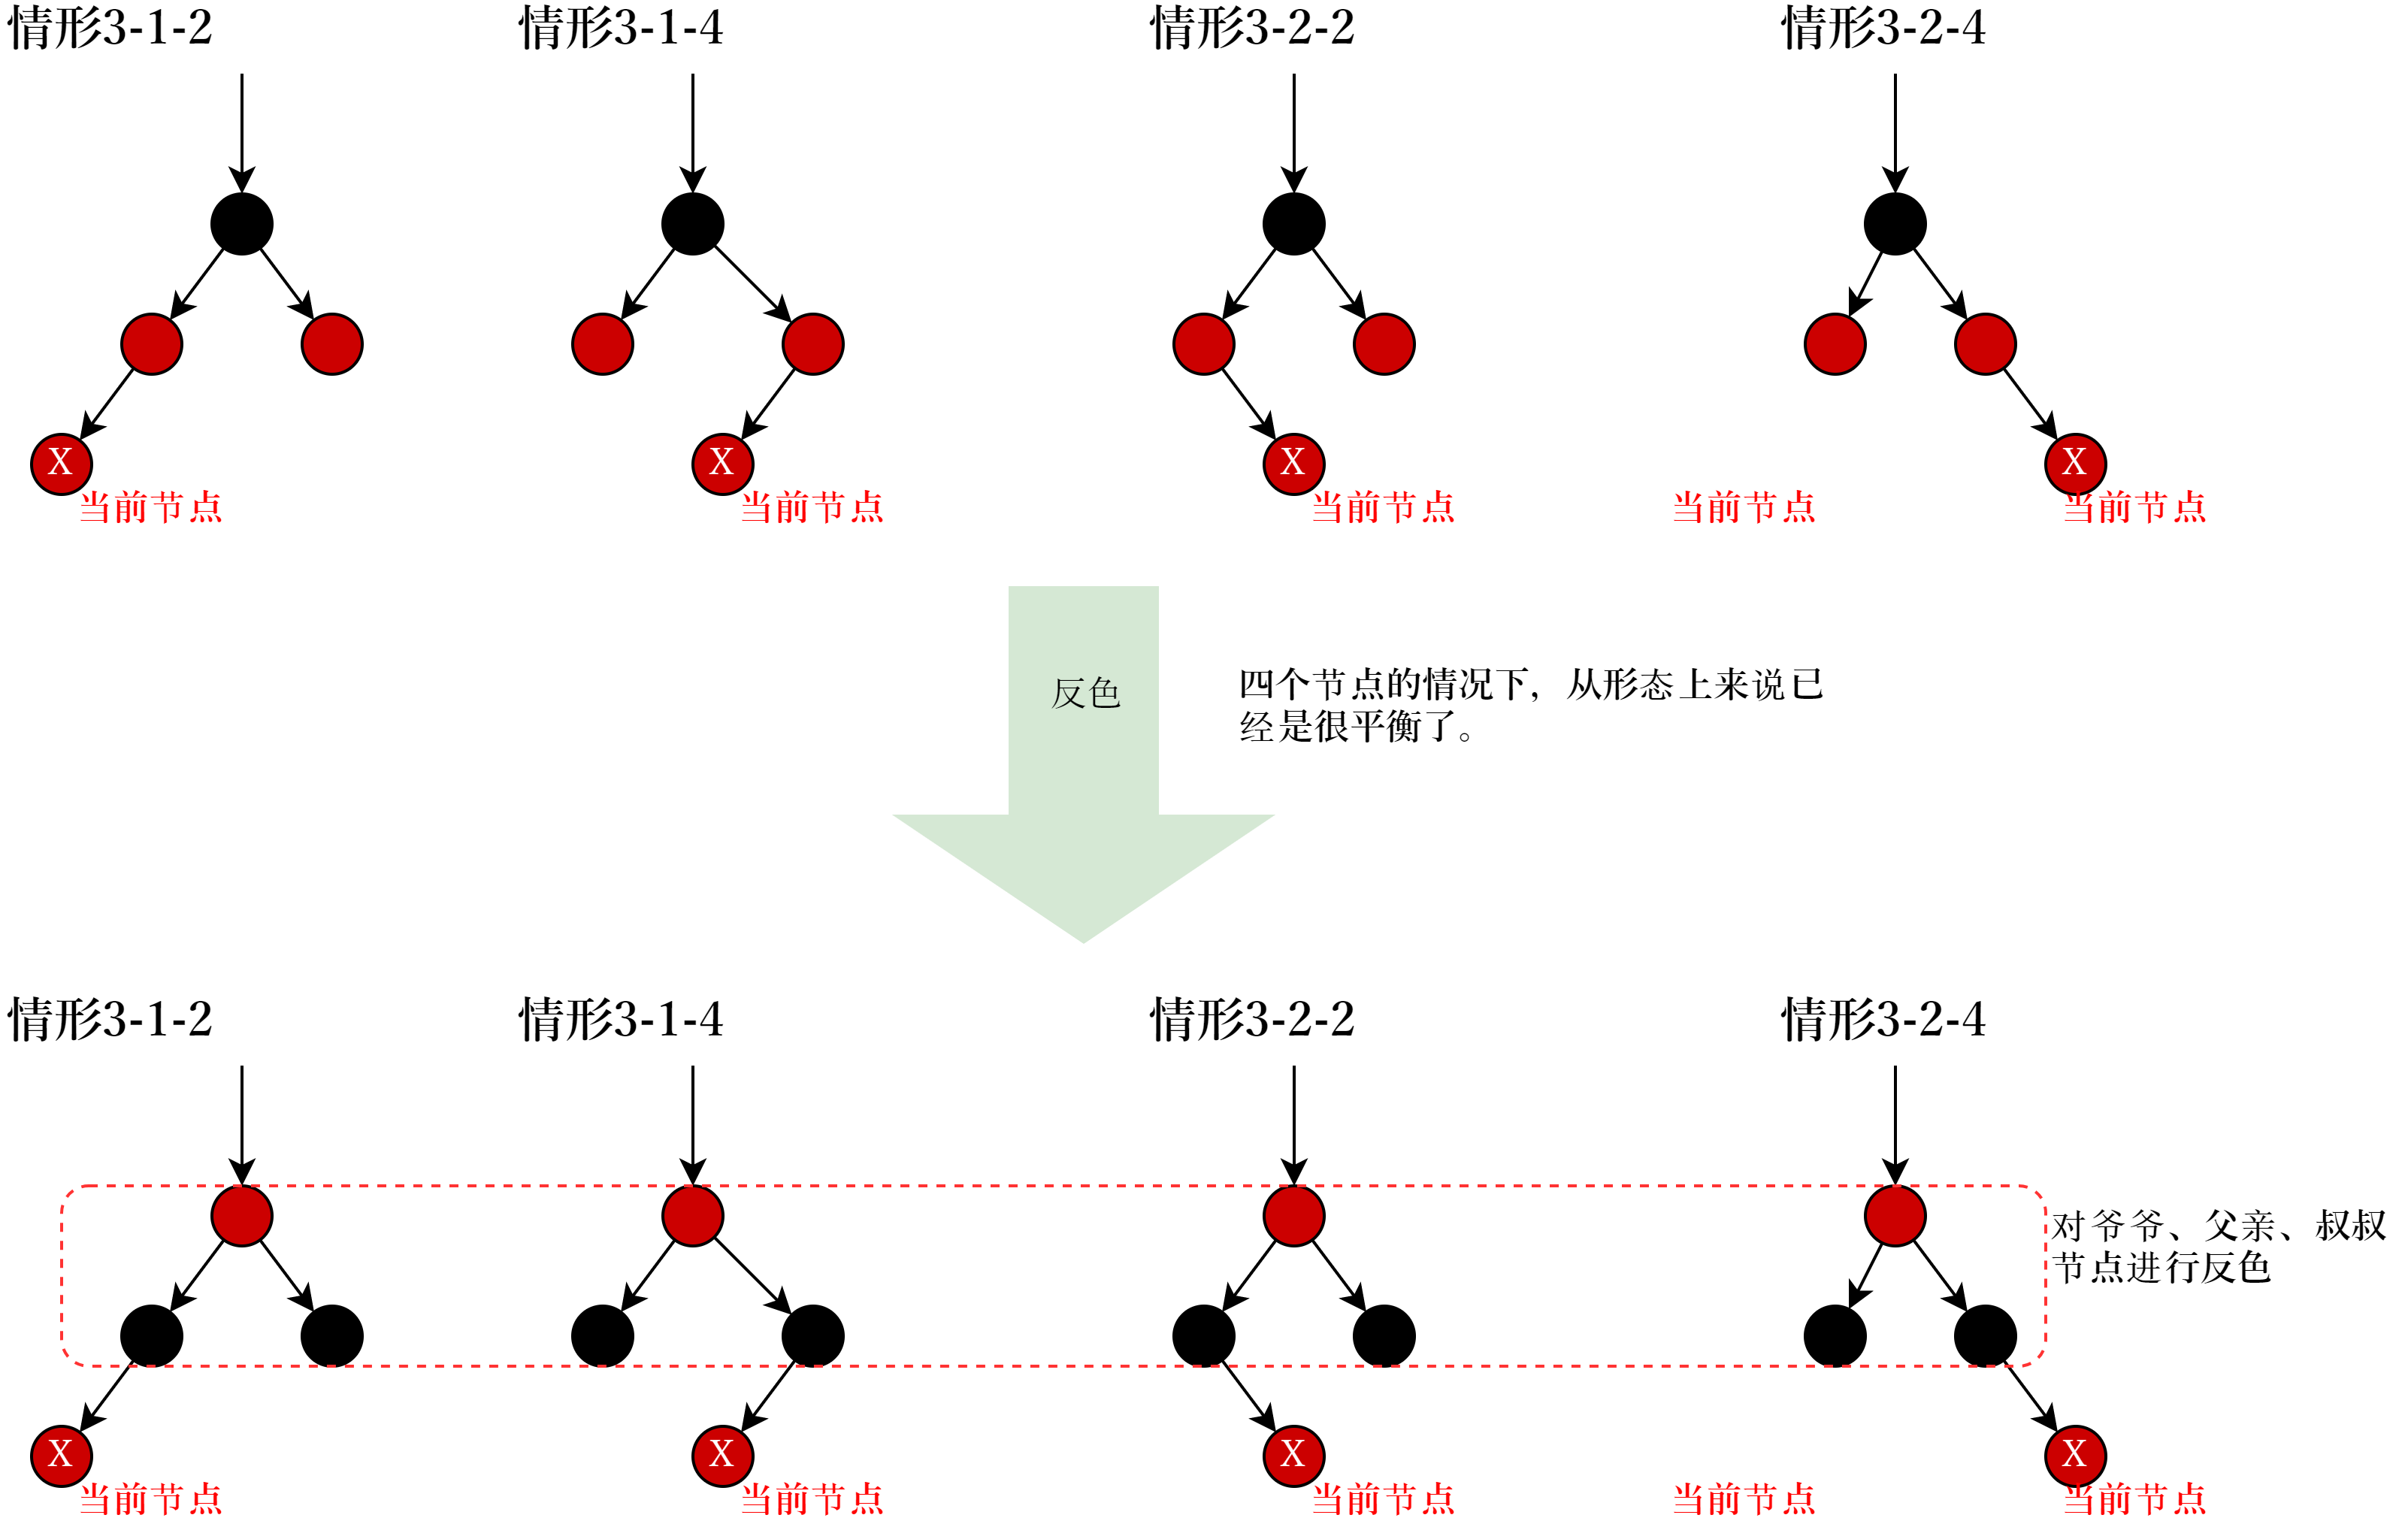 情形3-1-2
情形3-1-4
情形3-2-2
情形3-2-4
X
X
X
X
当前节点
当前节点
当前节点
当前节点
当前节点
反色
四个节点的情况下，从形态上来说已
经是很平衡了。
情形3-1-2
情形3-1-4
情形3-2-2
情形3-2-4
对爷爷、父亲、叔叔
节点进行反色
X
X
X
X
当前节点
当前节点
当前节点
当前节点
当前节点